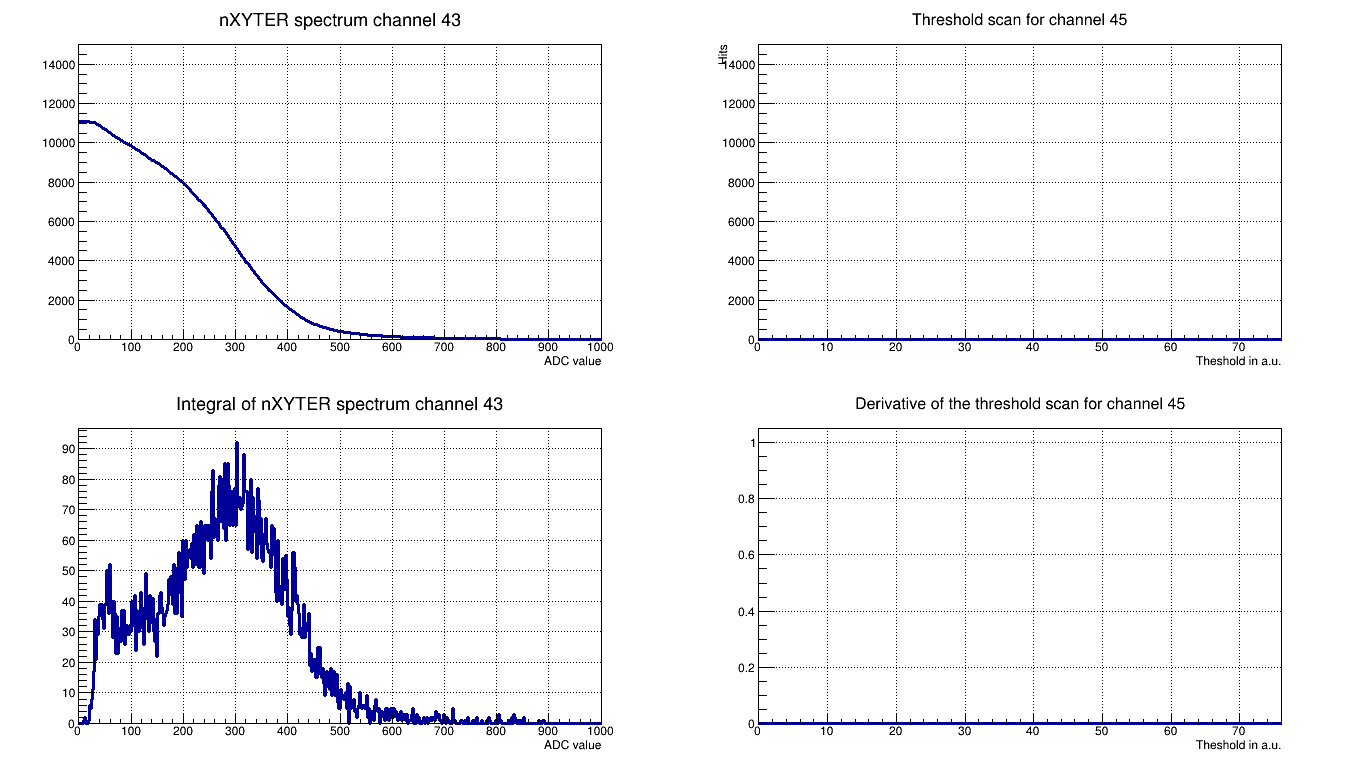 nXYTER spectrum channel 43
14000
12000
10000
8000
6000
4000
2000
0
0 100 200 300 400 500 600 700 800 900 1000
ADC value
Threshold scan for channel 45
Hits
14000
12000
10000
8000
6000
4000
2000
0
0 10 20 30 40 50 60 70
Theshold in a.u.
Integral of nXYTER spectrum channel 43
90
80
70
60
50
40
30
20
10
0
0 100 200 300 400 500 600 700 800 900 1000
ADC value
Derivative of the threshold scan for channel 45
1
0.8
0.6
0.4
0.2
0
0 10 20 30 40 50 60 70
Theshold in a.u.